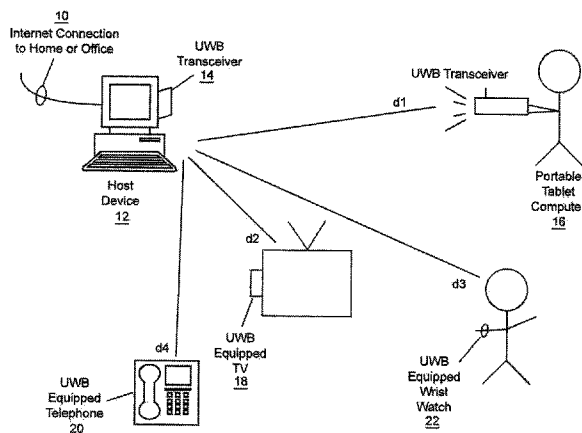 10
Internet Connection
to Home or Office
UWB
Transceiver
14
UWB Transceiver
d1
Host
Device
12
Portable
Tablet
Computer
16
d2
d3
d4
UWB
Equipped
TV
18
UWB
Equipped
Telephone
20
UWB
Equipped
Wrist
Watch
22